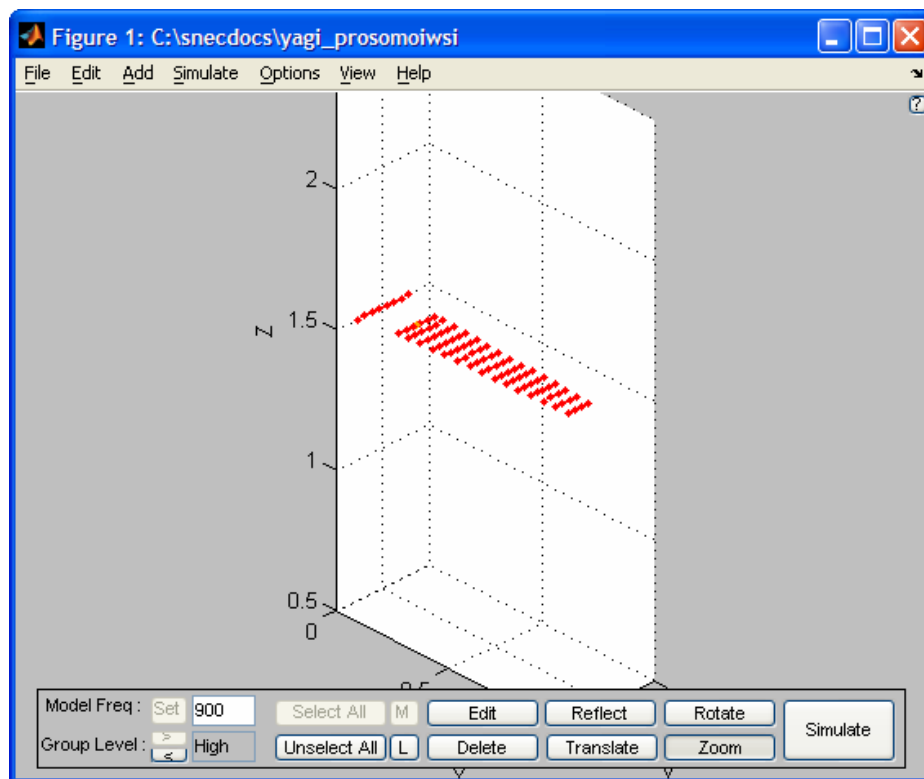 Figure 1: C:\snecdocs\yagi_prosomoiwsi
File Edit Add Simulate Options View Help
?
2
1.5
Z
1
0.5
0
Model Freq : Set 900 Select All M Edit Reflect Rotate Simulate
Group Level : > < High Unselect All L Delete Translate Zoom